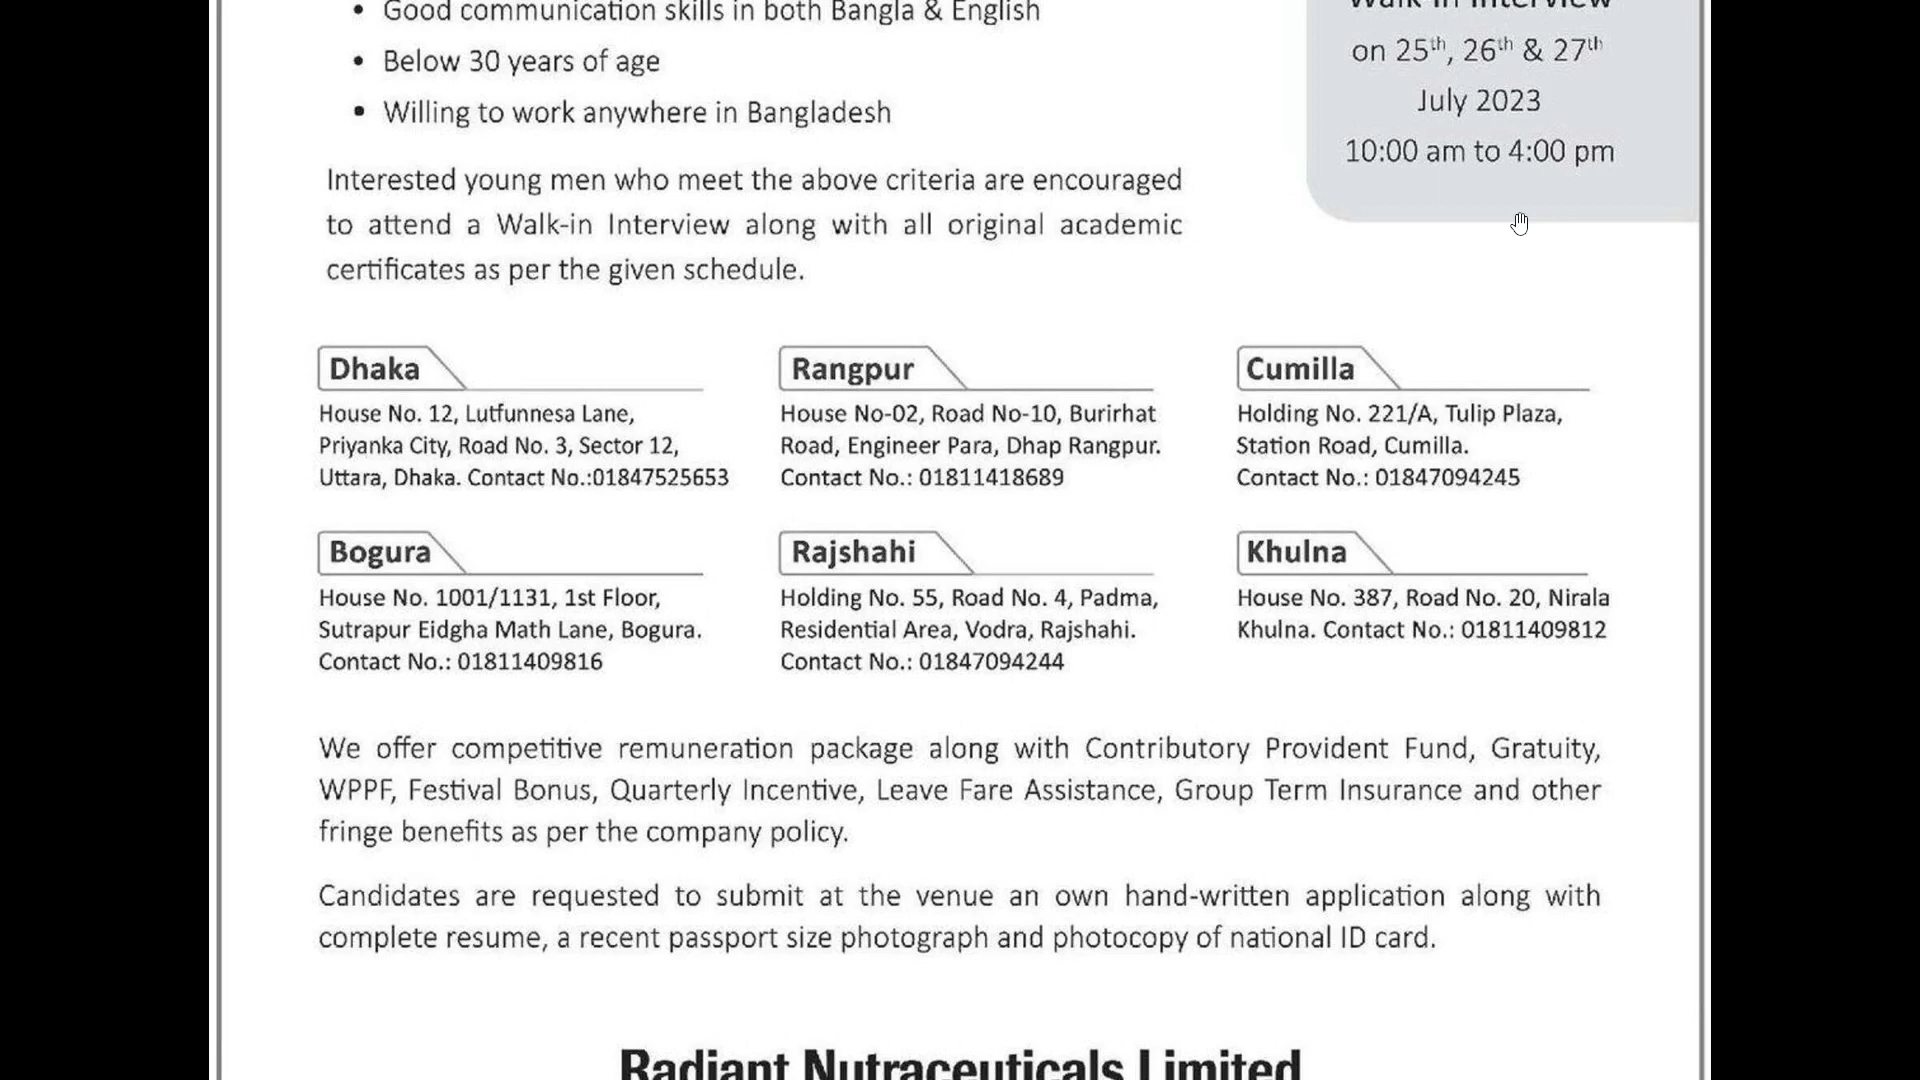 • Good communication skills in both Bangla & English
• Below 30 years of age
• Willing to work anywhere in Bangladesh
Walk-in Interview
on 25th, 26th & 27th
July 2023
10:00 am to 4:00 pm
Interested young men who meet the above criteria are encouraged
to attend a Walk-in Interview along with all original academic
certificates as per the given schedule.
Dhaka
House No. 12, Lutfunnesa Lane,
Priyanka City, Road No. 3, Sector 12,
Uttara, Dhaka. Contact No.:01847525653
Rangpur
House No-02, Road No-10, Burirhat
Road, Engineer Para, Dhap Rangpur.
Contact No.: 01811418689
Cumilla
Holding No. 221/A, Tulip Plaza,
Station Road, Cumilla.
Contact No.: 01847094245
Bogura
House No. 1001/1131, 1st Floor,
Sutrapur Eidgha Math Lane, Bogura.
Contact No.: 01811409816
Rajshahi
Holding No. 55, Road No. 4, Padma,
Residential Area, Vodra, Rajshahi.
Contact No.: 01847094244
Khulna
House No. 387, Road No. 20, Nirala
Khulna. Contact No.: 01811409812
We offer competitive remuneration package along with Contributory Provident Fund, Gratuity,
WPPF, Festival Bonus, Quarterly Incentive, Leave Fare Assistance, Group Term Insurance and other
fringe benefits as per the company policy.
Candidates are requested to submit at the venue an own hand-written application along with
complete resume, a recent passport size photograph and photocopy of national ID card.
Radiant Nutraceuticals Limited